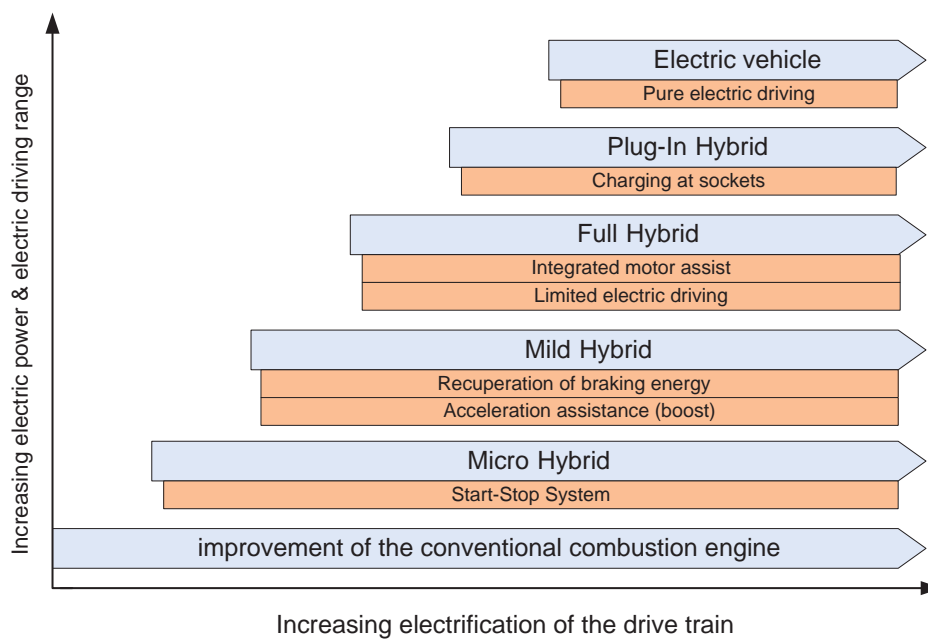 Increasing electric power & electric driving range
Electric vehicle
Pure electric driving
Plug-In Hybrid
Charging at sockets
Full Hybrid
Integrated motor assist
Limited electric driving
Mild Hybrid
Recuperation of braking energy
Acceleration assistance (boost)
Micro Hybrid
Start-Stop System
improvement of the conventional combustion engine
Increasing electrification of the drive train